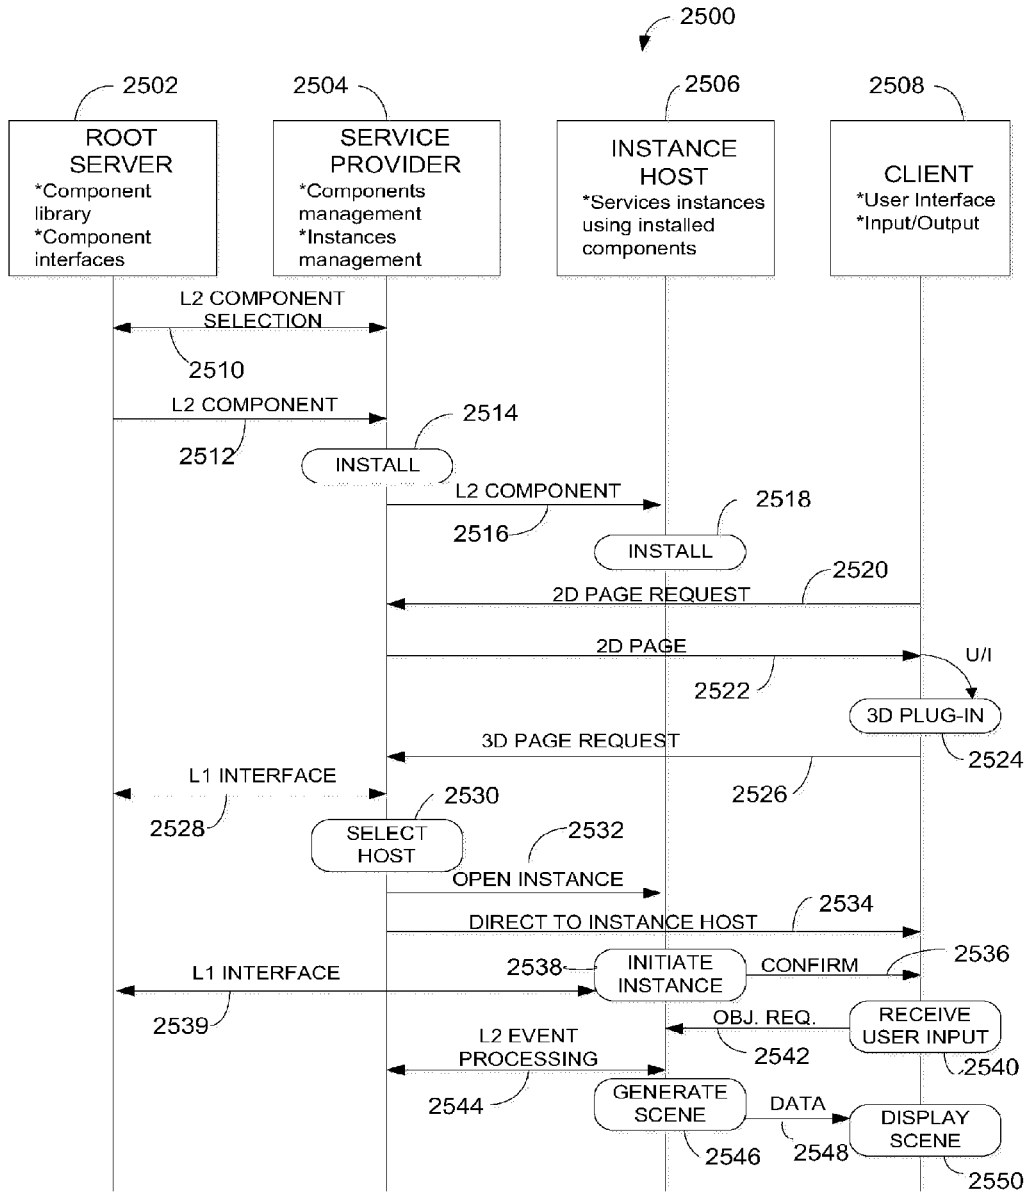 2500
2502
2504
2506
2508
ROOT
SERVER
*Component
library
*Component
interfaces
SERVICE
PROVIDER
*Components
management
*Instances
management
INSTANCE
HOST
*Services instances
using installed
components
CLIENT
*User Interface
*Input/Output
L2 COMPONENT
SELECTION
2510
L2 COMPONENT
2512
2514
INSTALL
L2 COMPONENT
2516
2518
INSTALL
2520
2D PAGE REQUEST
2D PAGE
2522
U/I
3D PLUG-IN
2524
3D PAGE REQUEST
2526
L1 INTERFACE
2528
2530
SELECT
HOST
2532
OPEN INSTANCE
DIRECT TO INSTANCE HOST
2534
2538
INITIATE
INSTANCE
CONFIRM
2536
L1 INTERFACE
2539
OBJ. REQ.
2542
RECEIVE
USER INPUT
2540
L2 EVENT
PROCESSING
2544
GENERATE
SCENE
2546
DATA
2548
DISPLAY
SCENE
2550